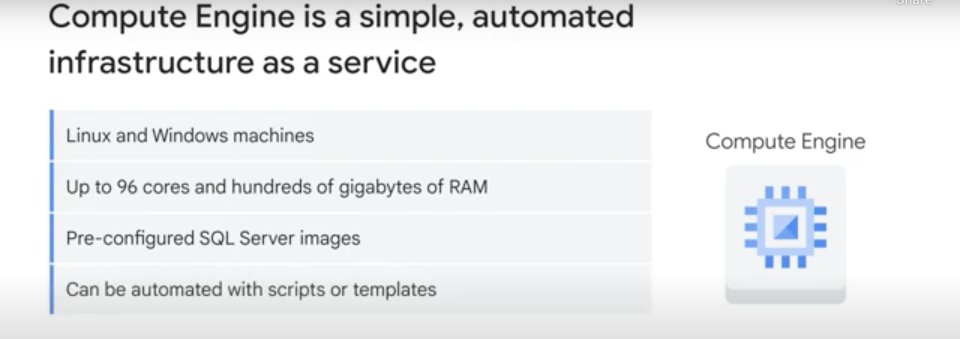 Share
Compute Engine is a simple, automated
infrastructure as a service
Linux and Windows machines
Up to 96 cores and hundreds of gigabytes of RAM
Pre-configured SQL Server images
Can be automated with scripts or templates
Compute Engine